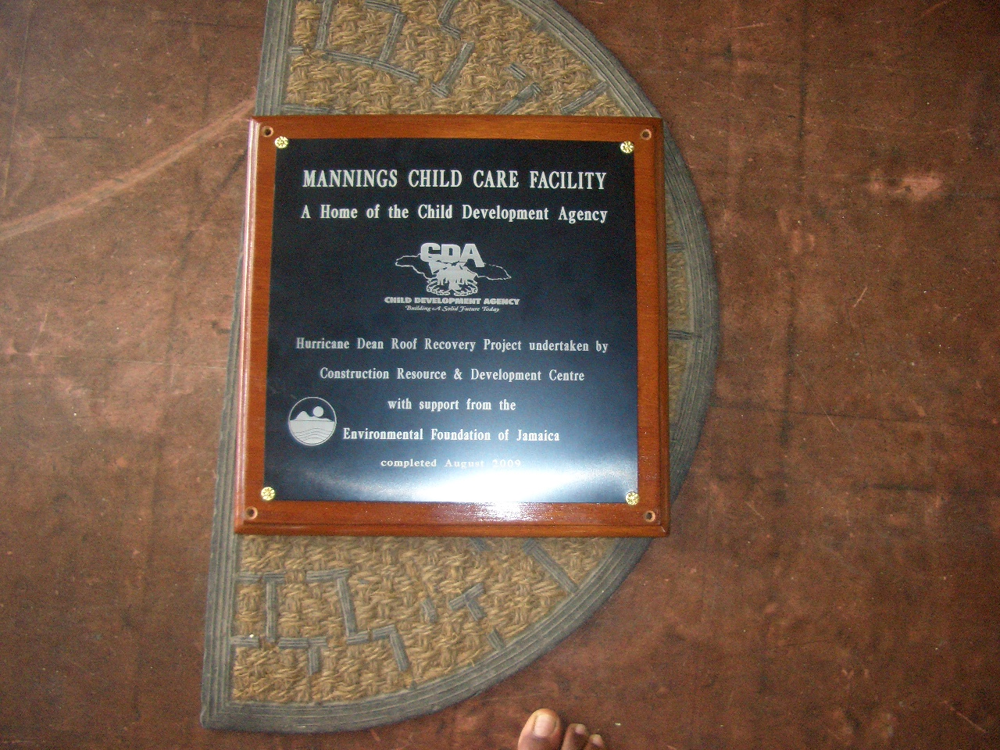 MANNINGS CHILD CARE FACILITY
A Home of the Child Development Agency
CDA
CHILD DEVELOPMENT AGENCY
Building A Solid Future Today
Hurricane Dean Roof Recovery Project undertaken by
Construction Resource & Development Centre
with support from the
Environmental Foundation of Jamaica
completed August 2009